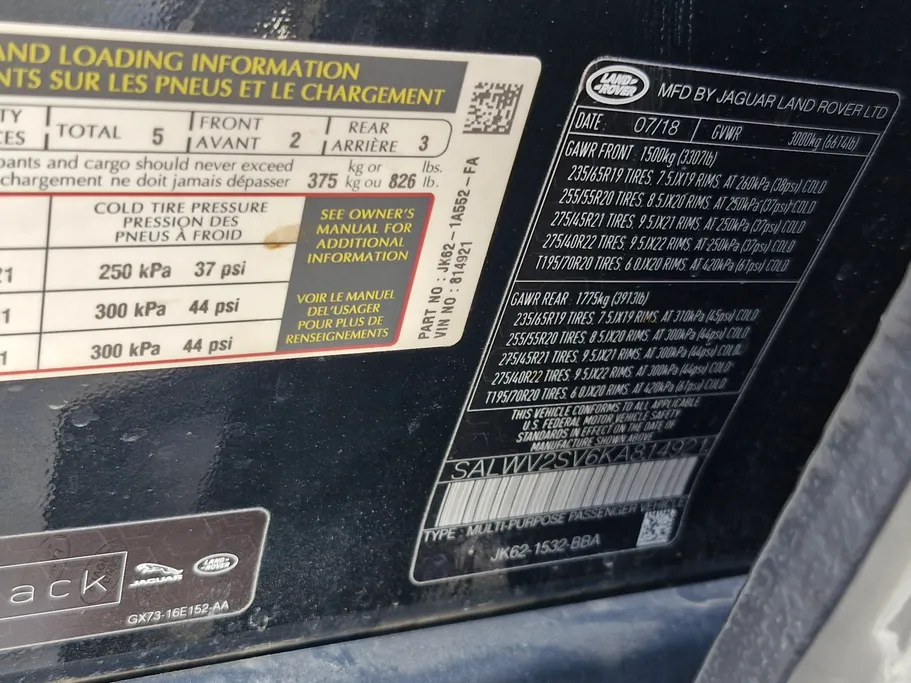 AND LOADING INFORMATION
NTS SUR LES PNEUS ET LE CHARGEMENT
TY
CES
TOTAL 5
FRONT
AVANT 2
REAR
ARRIÈRE 3
pants and cargo should never exceed
chargement ne doit jamais dépasser 375 kg or kg ou 826 lbs. lb.
COLD TIRE PRESSURE
PRESSION DES
PNEUS À FROID
21 250 kPa 37 psi
1 300 kPa 44 psi
1 300 kPa 44 psi
SEE OWNER'S
MANUAL FOR
ADDITIONAL
INFORMATION
VOIR LE MANUEL
DEL'USAGER
POUR PLUS DE
RENSEIGNEMENTS
PART NO : JK62-1A552-FA
VIN NO : 814921
LAND ROVER
MFD BY JAGUAR LAND ROVER LTD
DATE: 07/18 GVWR 3000kg (6614lb)
GAWR FRONT 1500kg (3307lb)
235/65R19 TIRES, 7.5JX19 RIMS, AT 260kPa (38psi) COLD
255/55R20 TIRES, 8.5JX20 RIMS, AT 250kPa (37psi) COLD
275/45R21 TIRES, 9.5JX21 RIMS, AT 250kPa (37psi) COLD
275/40R22 TIRES, 9.5JX22 RIMS, AT 250kPa (37psi) COLD
T195/70R20 TIRES, 6.0JX20 RIMS, AT 420kPa (61psi) COLD
GAWR REAR: 1775kg (3913lb)
235/65R19 TIRES, 7.5JX19 RIMS, AT 310kPa (45psi) COLD
255/55R20 TIRES, 8.5JX20 RIMS, AT 300kPa (44psi) COLD
275/45R21 TIRES, 9.5JX21 RIMS, AT 300kPa (44psi) COLD
275/40R22 TIRES, 9.5JX22 RIMS, AT 300kPa (44psi) COLD
T195/70R20 TIRES, 6.0JX20 RIMS, AT 420kPa (61psi) COLD
THIS VEHICLE CONFORMS TO ALL APPLICABLE
U.S. FEDERAL MOTOR VEHICLE SAFETY
STANDARDS IN EFFECT ON THE DATE OF
MANUFACTURE SHOWN ABOVE.
SALWV2SV6KA814921
TYPE: MULTI-PURPOSE PASSENGER VEHICLE
JK62-1532-BBA
ack
JAGUAR
LAND ROVER
GX73-16E152-AA